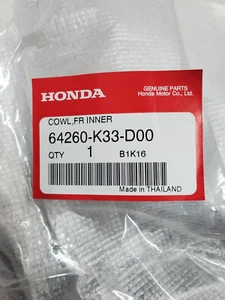 HONDA
GENUINE PARTS
Honda Motor Co., Ltd.
COWL,FR INNER
64260-K33-D00
QTY 1 B1K16
Made in THAILAND